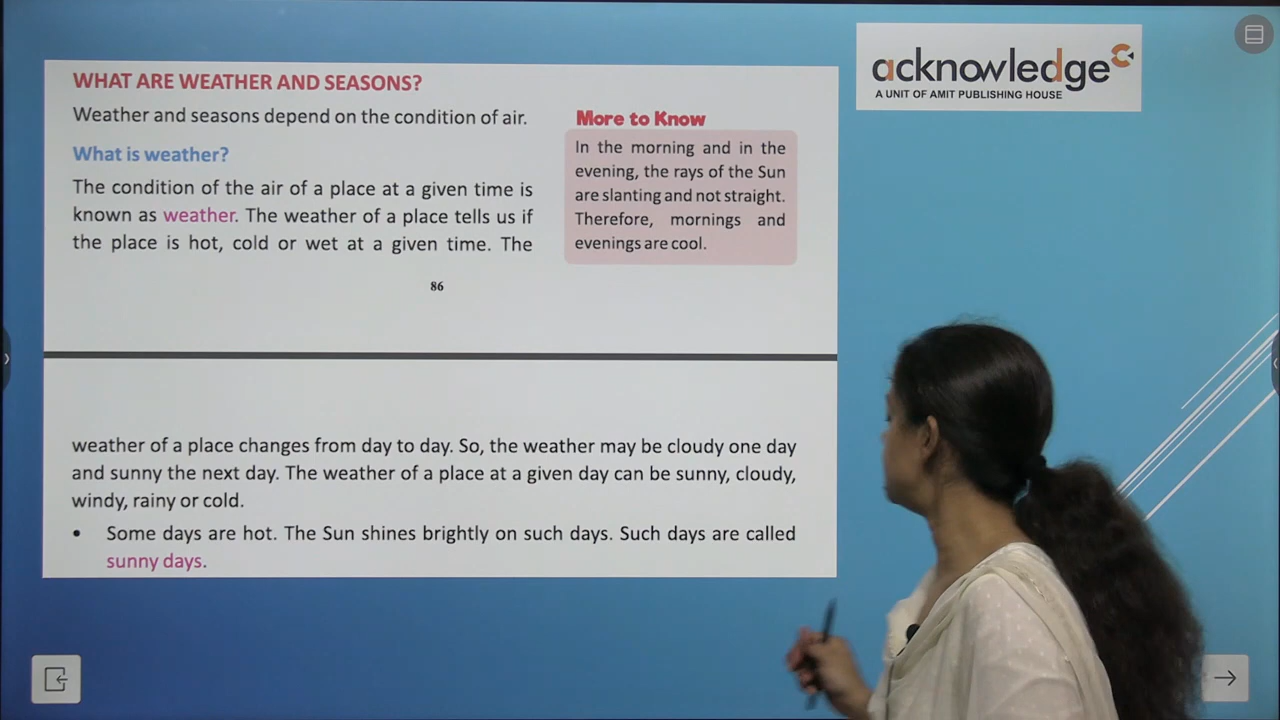 acknowledge
A UNIT OF AMIT PUBLISHING HOUSE
WHAT ARE WEATHER AND SEASONS?
Weather and seasons depend on the condition of air.
What is weather?
The condition of the air of a place at a given time is
known as weather. The weather of a place tells us if
the place is hot, cold or wet at a given time. The
More to Know
In the morning and in the
evening, the rays of the Sun
are slanting and not straight.
Therefore, mornings and
evenings are cool.
86
weather of a place changes from day to day. So, the weather may be cloudy one day
and sunny the next day. The weather of a place at a given day can be sunny, cloudy,
windy, rainy or cold.
• Some days are hot. The Sun shines brightly on such days. Such days are called
sunny days.